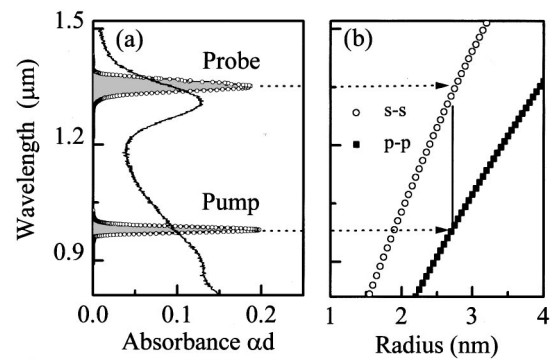 (a)
(b)
1.5
1.2
0.9
Wavelength (μm)
Probe
Pump
s-s
p-p
0.0 0.1 0.2
1 2 3 4
Absorbance αd
Radius (nm)